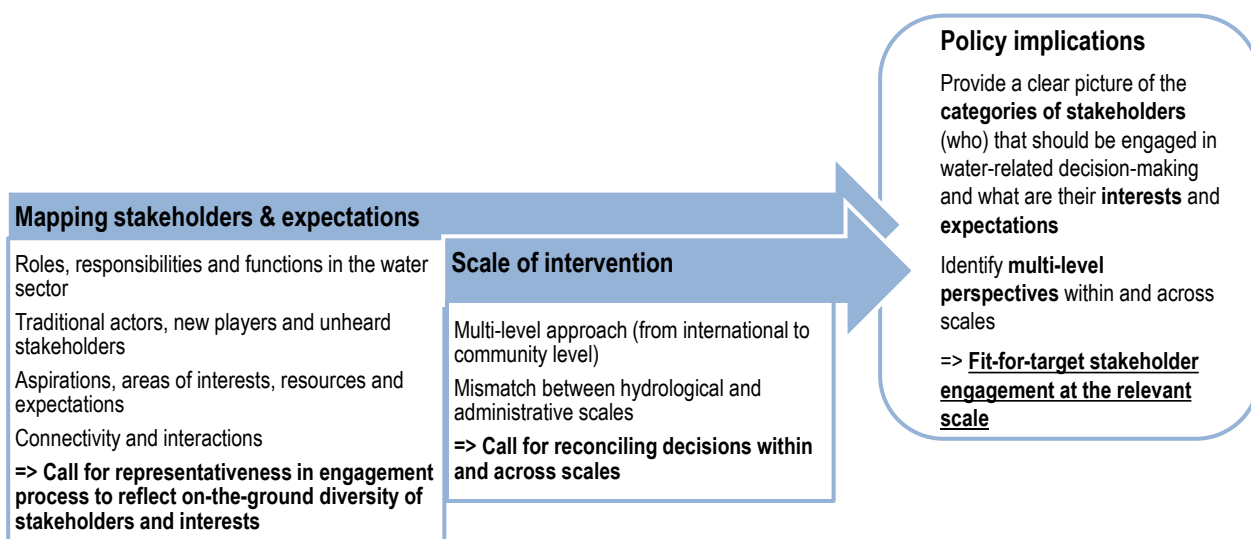 Mapping stakeholders & expectations
Roles, responsibilities and functions in the water
sector
Traditional actors, new players and unheard
stakeholders
Aspirations, areas of interests, resources and
expectations
Connectivity and interactions
=> Call for representativeness in engagement
process to reflect on-the-ground diversity of
stakeholders and interests
Scale of intervention
Multi-level approach (from international to
community level)
Mismatch between hydrological and
administrative scales
=> Call for reconciling decisions within
and across scales
Policy implications
Provide a clear picture of the
categories of stakeholders
(who) that should be engaged in
water-related decision-making
and what are their interests and
expectations
Identify multi-level
perspectives within and across
scales
=> Fit-for-target stakeholder
engagement at the relevant
scale